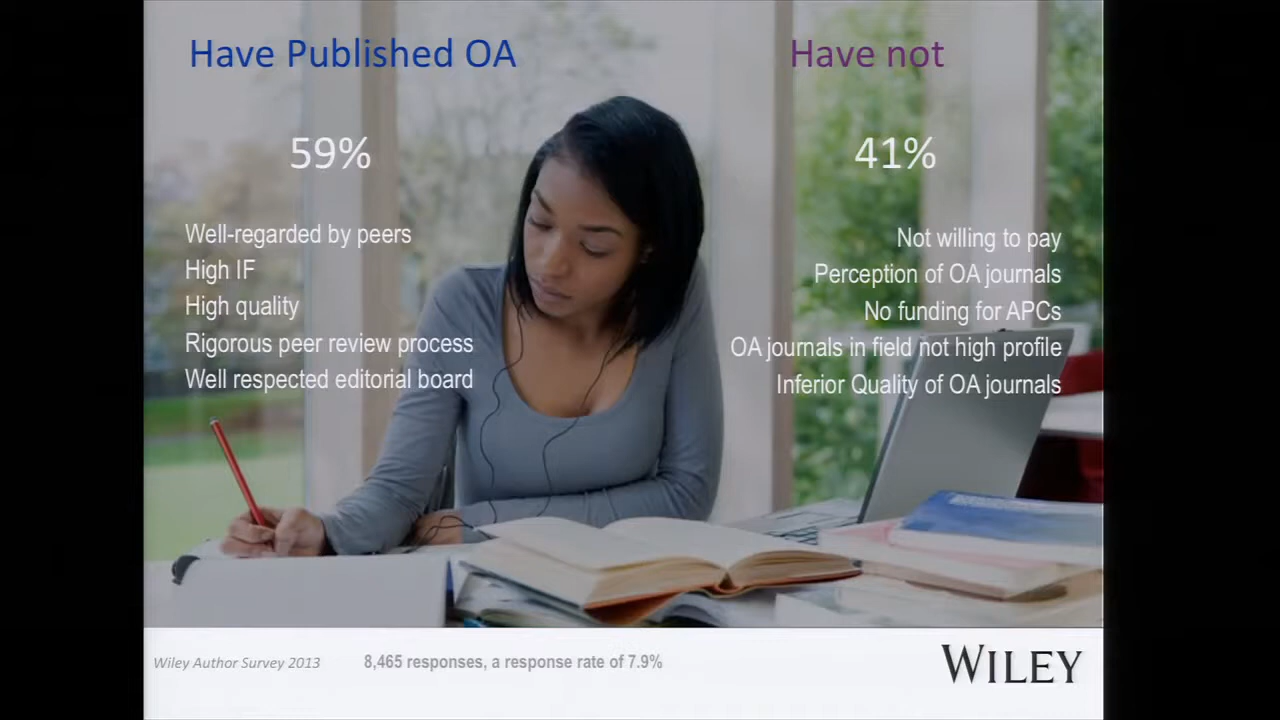 Have Published OA
Have not
59%
41%
Well-regarded by peers
High IF
High quality
Rigorous peer review process
Well respected editorial board
Not willing to pay
Perception of OA journals
No funding for APCs
OA journals in field not high profile
Inferior Quality of OA journals
Wiley Author Survey 2013
8,465 responses, a response rate of 7.9%
WILEY